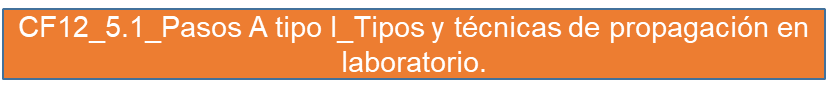 CF12_5.1_Pasos A tipo I_Tipos y técnicas de propagación en
laboratorio.